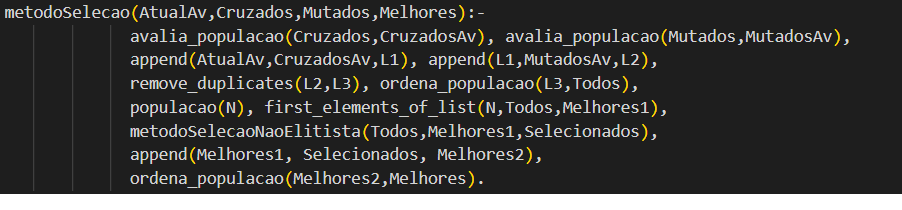 metodoSelecao(AtualAv,Cruzados,Mutados,Melhores):-
avalia_populacao(Cruzados,CruzadosAv), avalia_populacao(Mutados,MutadosAv),
append(AtualAv,CruzadosAv,L1), append(L1,MutadosAv,L2),
remove_duplicates(L2,L3), ordena_populacao(L3,Todos),
populacao(N), first_elements_of_list(N,Todos,Melhores1),
metodoSelecaoNaoElitista(Todos,Melhores1,Selecionados),
append(Melhores1, Selecionados, Melhores2),
ordena_populacao(Melhores2,Melhores).